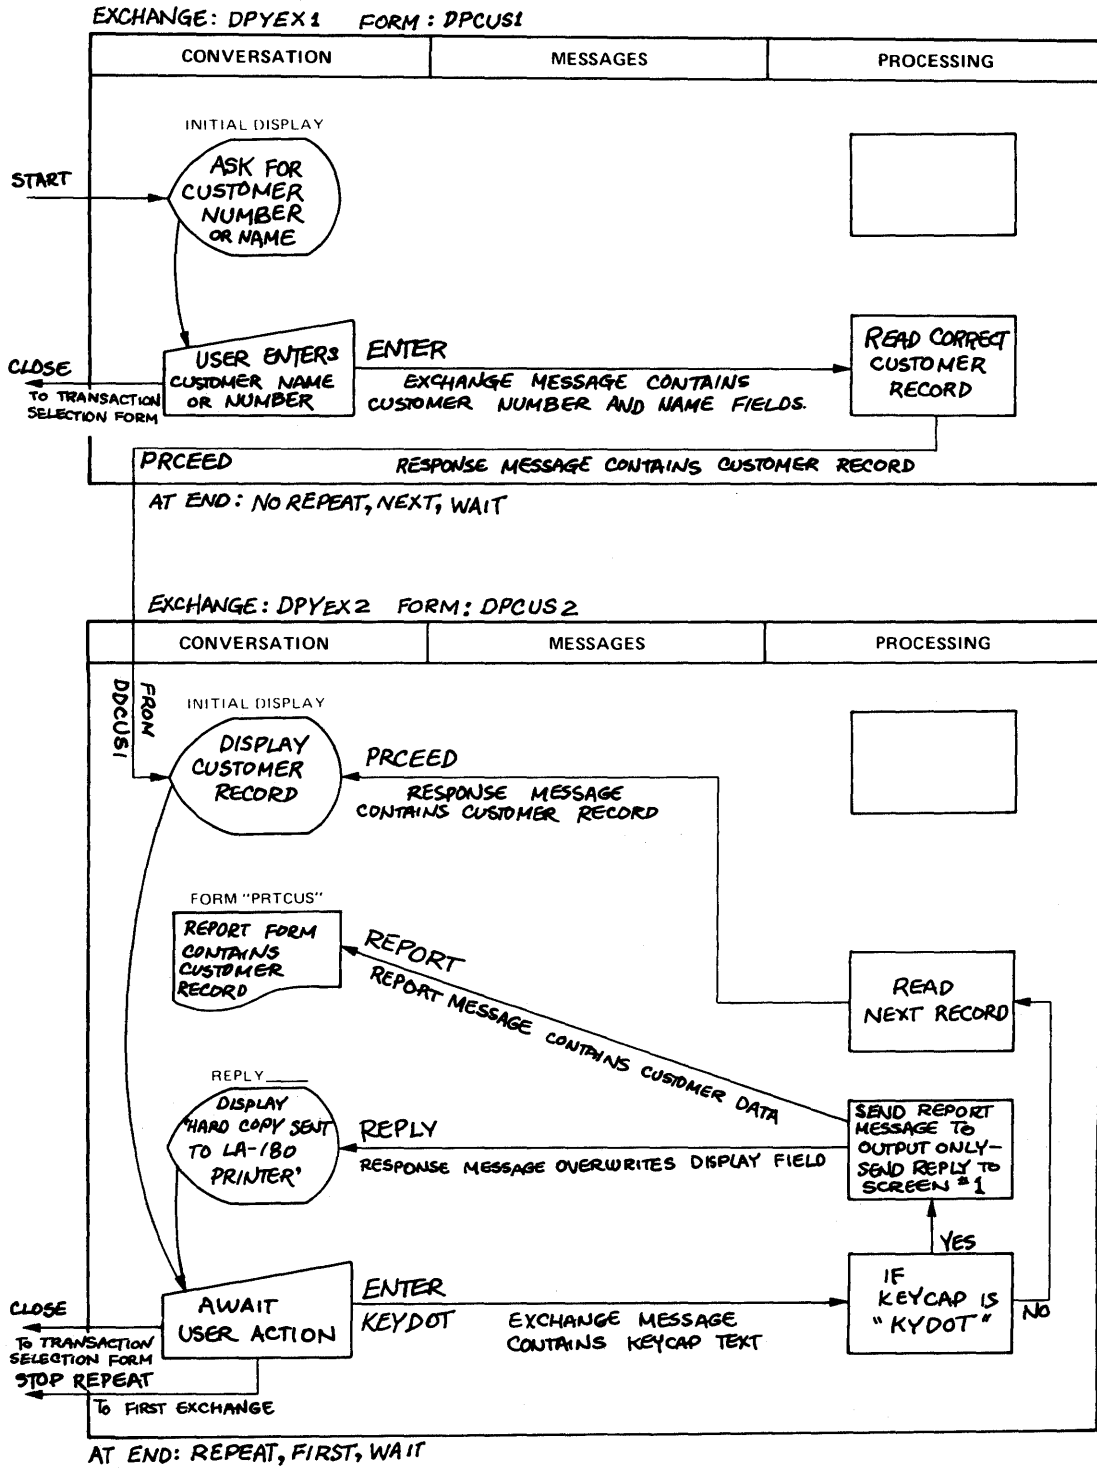 EXCHANGE: DPYEX1 FORM: DPCUS1
CONVERSATION MESSAGES PROCESSING
INITIAL DISPLAY
ASK FOR
CUSTOMER
NUMBER
OR NAME
START
USER ENTERS
CUSTOMER NAME
OR NUMBER
CLOSE
TO TRANSACTION
SELECTION FORM
ENTER
EXCHANGE MESSAGE CONTAINS
CUSTOMER NUMBER AND NAME FIELDS.
READ CORRECT
CUSTOMER
RECORD
PRCEED
RESPONSE MESSAGE CONTAINS CUSTOMER RECORD
AT END: NO REPEAT, NEXT, WAIT
EXCHANGE: DPYEX2 FORM: DPCUS2
CONVERSATION MESSAGES PROCESSING
FROM
DDCUS1
INITIAL DISPLAY
DISPLAY
CUSTOMER
RECORD
PRCEED
RESPONSE MESSAGE
CONTAINS CUSTOMER RECORD
FORM "PRTCUS"
REPORT FORM
CONTAINS
CUSTOMER
RECORD
REPORT
REPORT MESSAGE CONTAINS CUSTOMER DATA
READ
NEXT RECORD
REPLY
DISPLAY
"HARD COPY SENT
TO LA-180
PRINTER"
REPLY
RESPONSE MESSAGE OVERWRITES DISPLAY FIELD
SEND REPORT
MESSAGE TO
OUTPUT ONLY-
SEND REPLY TO
SCREEN #1
YES
AWAIT
USER ACTION
CLOSE
TO TRANSACTION
SELECTION FORM
STOP REPEAT
TO FIRST EXCHANGE
ENTER
KEYDOT
EXCHANGE MESSAGE
CONTAINS KEYCAP TEXT
IF
KEYCAP IS
"KYDOT"
NO
AT END: REPEAT, FIRST, WAIT